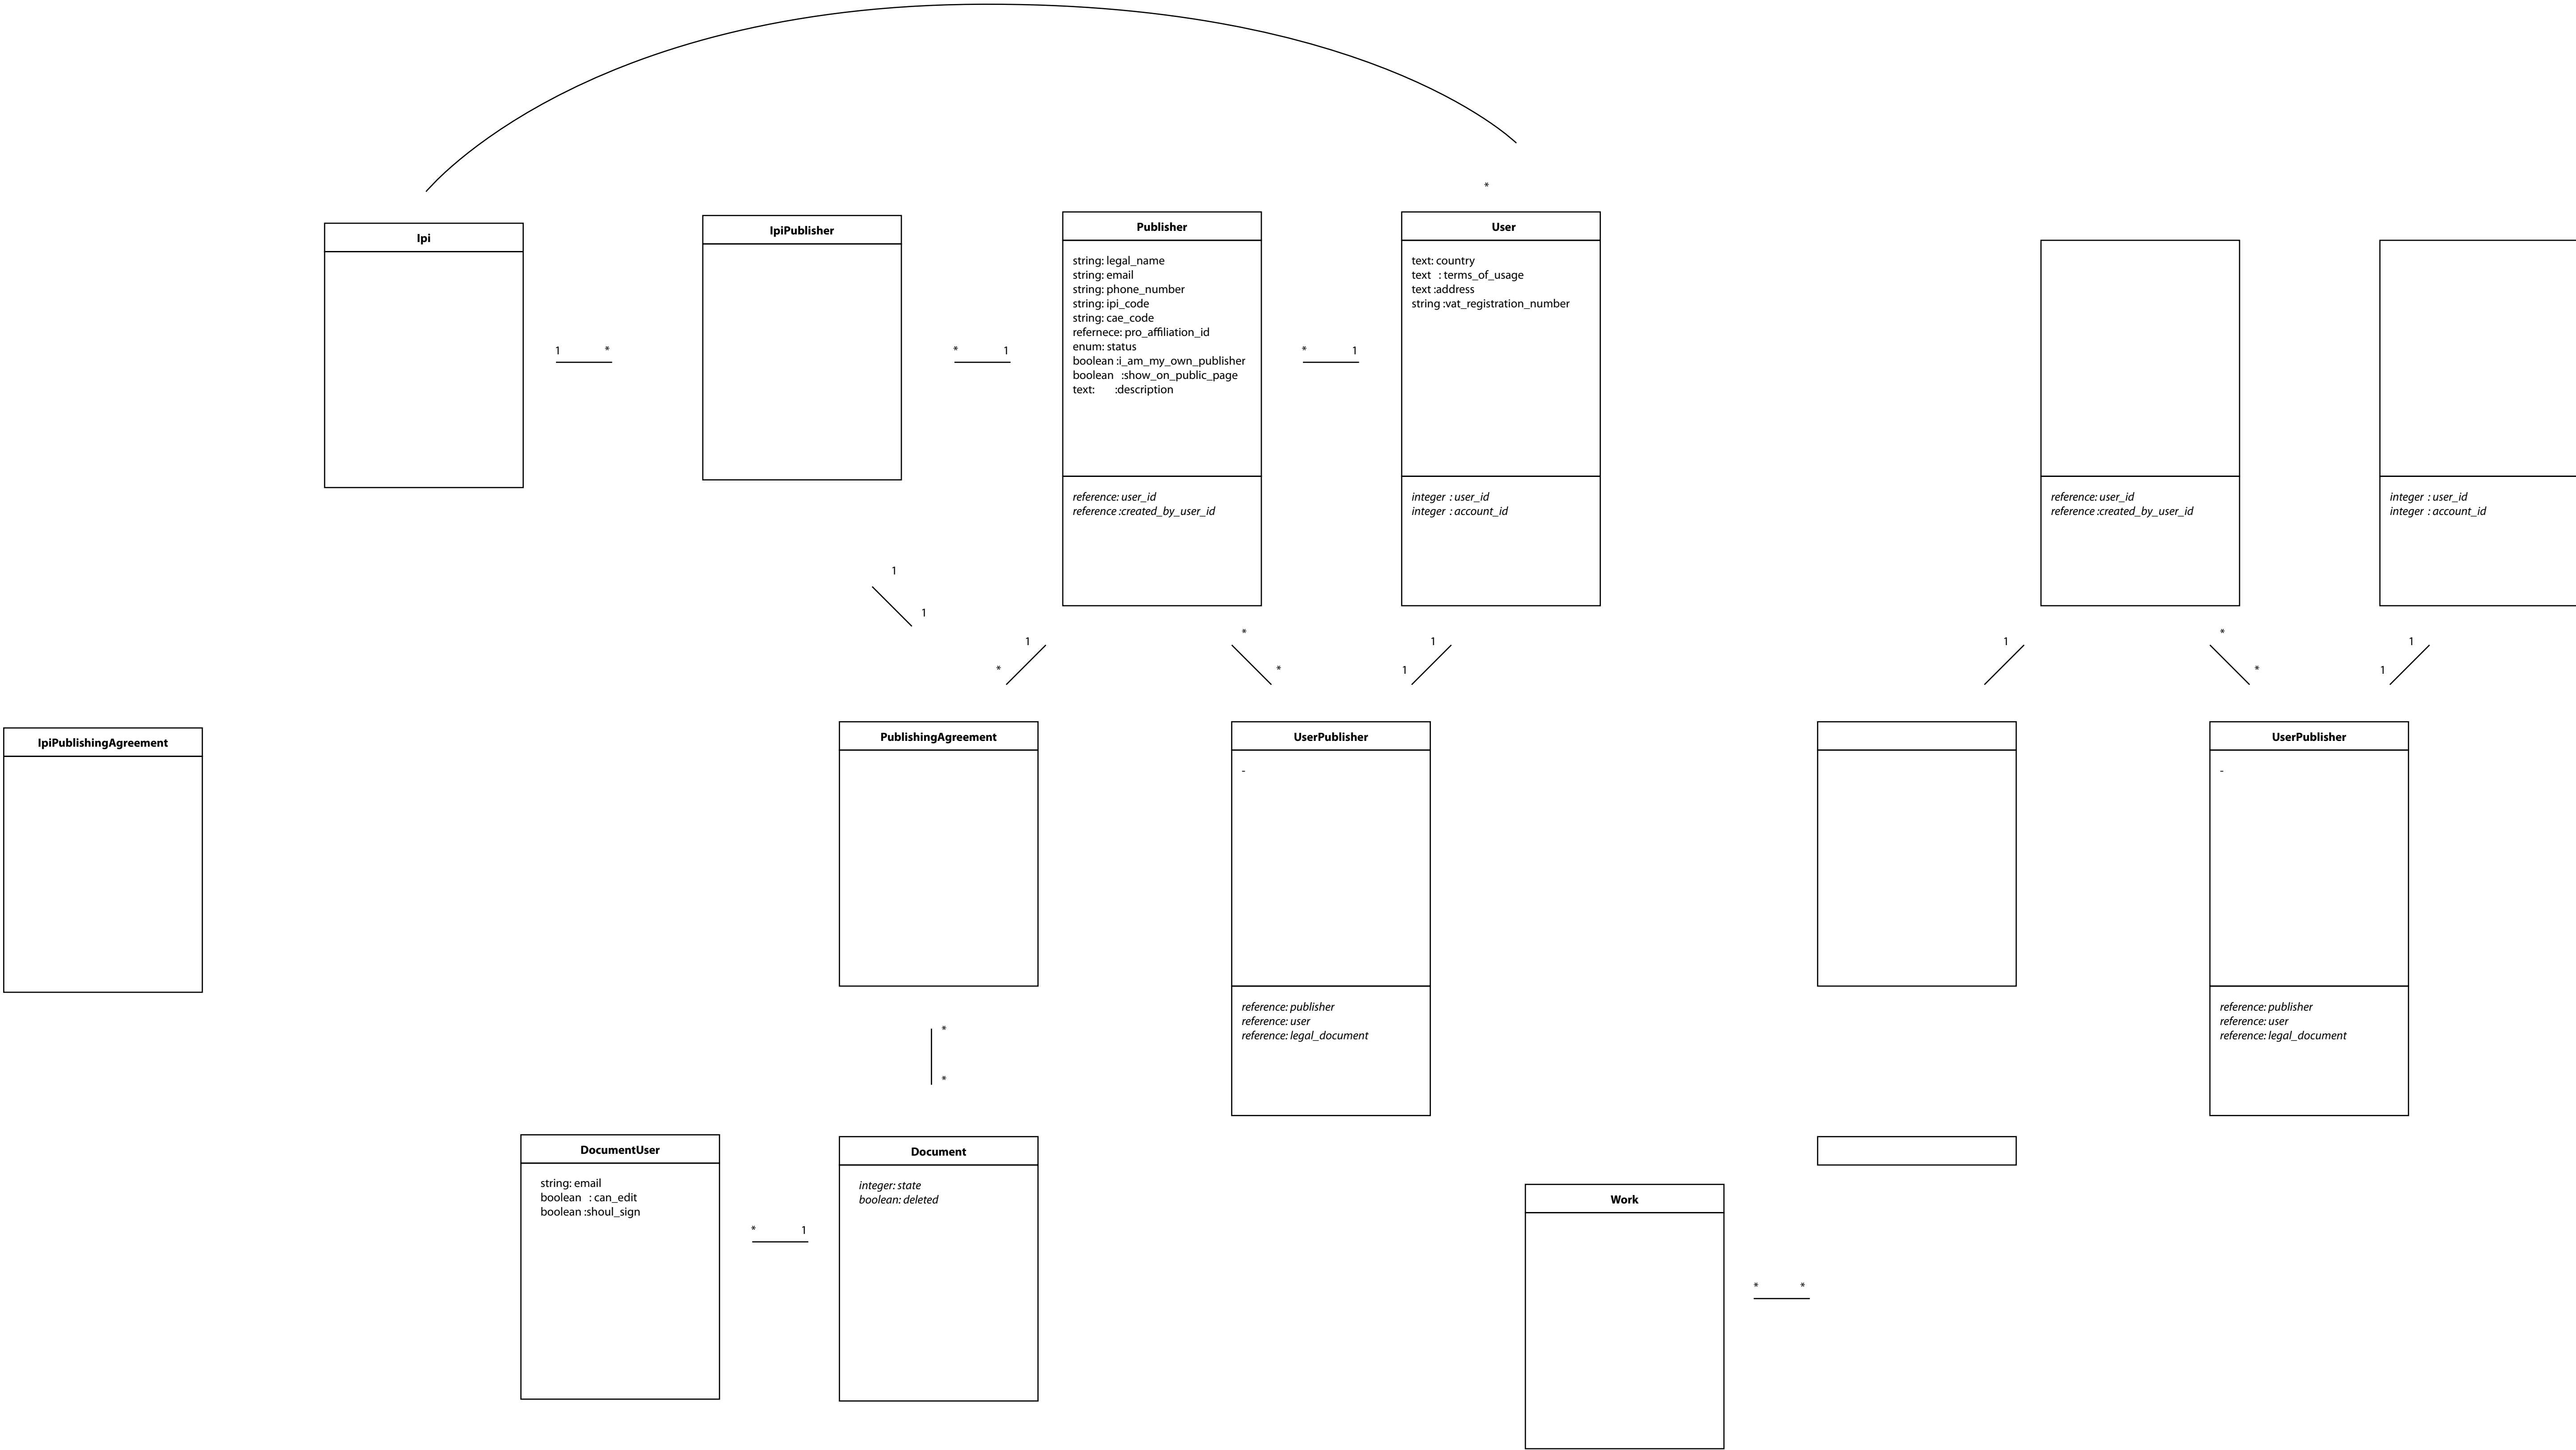 *
Ipi
1 *
IpiPublisher
* 1
Publisher
string: legal_name
string: email
string: phone_number
string: ipi_code
string: cae_code
refernece: pro_affiliation_id
enum: status
boolean :i_am_my_own_publisher
boolean :show_on_public_page
text: :description
reference: user_id
reference :created_by_user_id
* 1
User
text: country
text : terms_of_usage
text :address
string :vat_registration_number
integer : user_id
integer : account_id
reference: user_id
reference :created_by_user_id
integer : user_id
integer : account_id
1
1
1
*
*
*
1
1
1
*
*
1
1
IpiPublishingAgreement
PublishingAgreement
UserPublisher
-
reference: publisher
reference: user
reference: legal_document
UserPublisher
-
reference: publisher
reference: user
reference: legal_document
*
*
DocumentUser
string: email
boolean : can_edit
boolean :shoul_sign
* 1
Document
integer: state
boolean: deleted
Work
* *